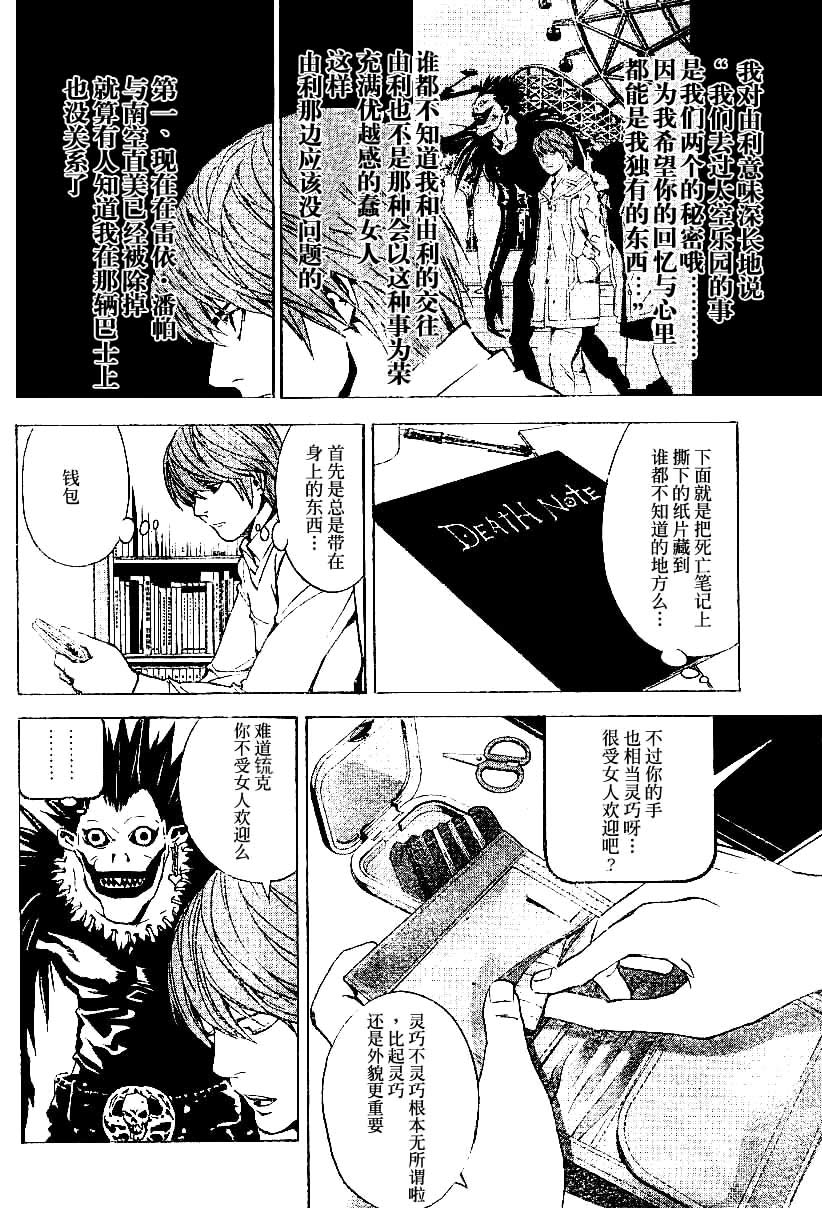 我对由利意味深长地说
“我们去过太空乐园的事
是我们两个的秘密哦…………
因为我希望你的回忆与心里
都能是我独有的东西…”
谁都不知道我和由利的交往
由利也不是那种会以这种事为荣
充满优越感的蠢女人
这样
由利那边应该没问题的
第一、现在在雷依·潘帕
与南空直美已经被除掉
就算有人知道我在那辆巴士上
也没关系了
下面就是把死亡笔记上
撕下的纸片藏到
谁都不知道的地方么…
DEATH NOTE
首先是总是带在
身上的东西…
钱包
不过你的手
也相当灵巧呀…
很受女人欢迎吧？
灵巧不灵巧根本无所谓啦
，比起灵巧
还是外貌更重要
难道锍克
你不受女人欢迎么
………
………